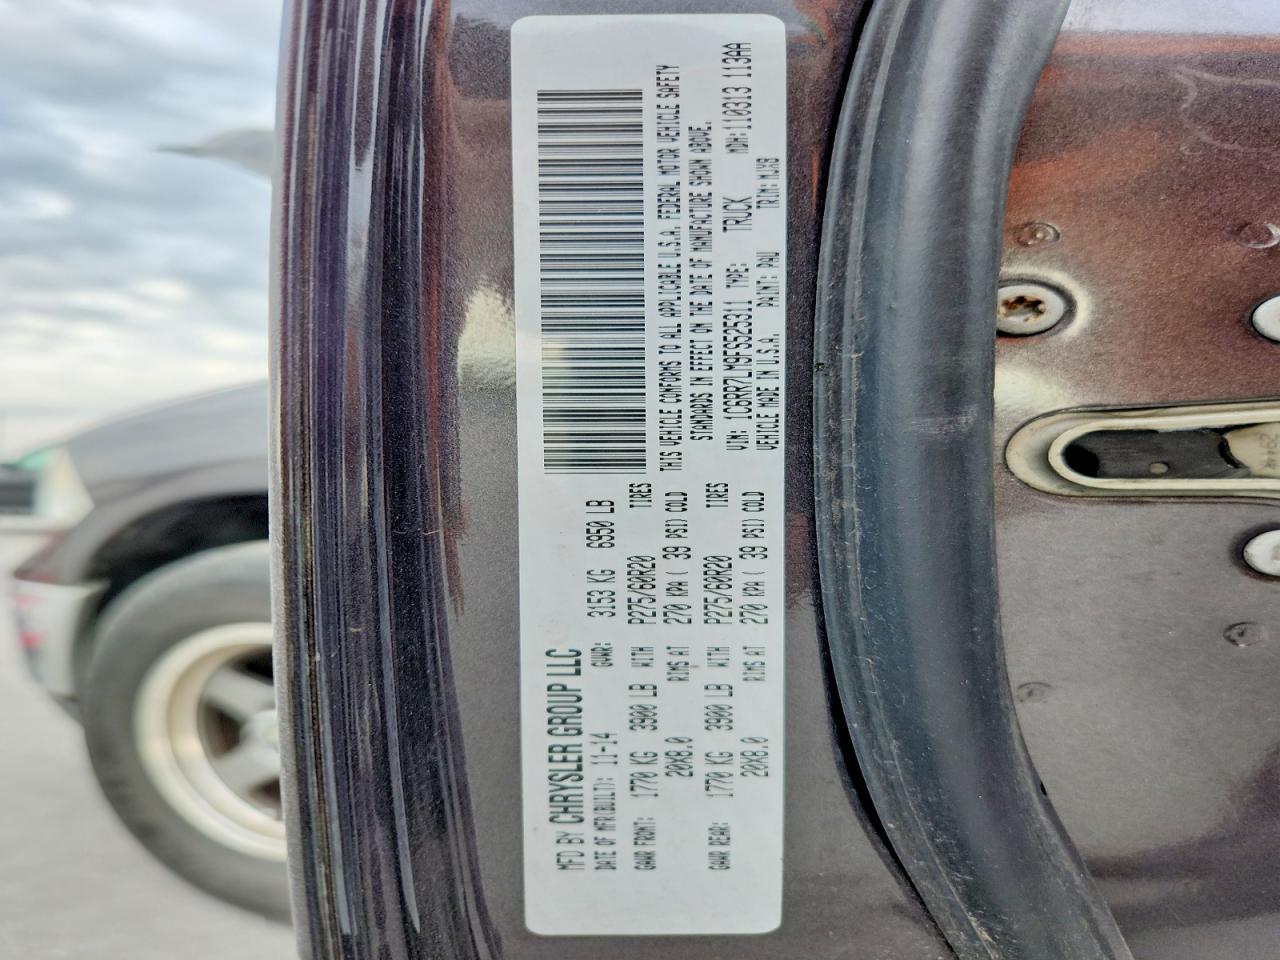 MFD BY CHRYSLER GROUP LLC
DATE OF MFR(BUILT): 11-14 GVWR: 3153 KG 6950 LB
GAWR FRONT: 1770 KG 3900 LB WITH P275/60R20 TIRES
20X8.0 RIMS AT 270 KPA ( 39 PSI) COLD
GAWR REAR: 1770 KG 3900 LB WITH P275/60R20 TIRES
20X8.0 RIMS AT 270 KPA ( 39 PSI) COLD
THIS VEHICLE CONFORMS TO ALL APPLICABLE U.S.A. FEDERAL MOTOR VEHICLE SAFETY
STANDARDS IN EFFECT ON THE DATE OF MANUFACTURE SHOWN ABOVE.
VIN: 1C6RR7LM9FS525311 TYPE: TRUCK MDH:110313 113AA
VEHICLE MADE IN U.S.A. PAINT: PAU TRIM: MJX8